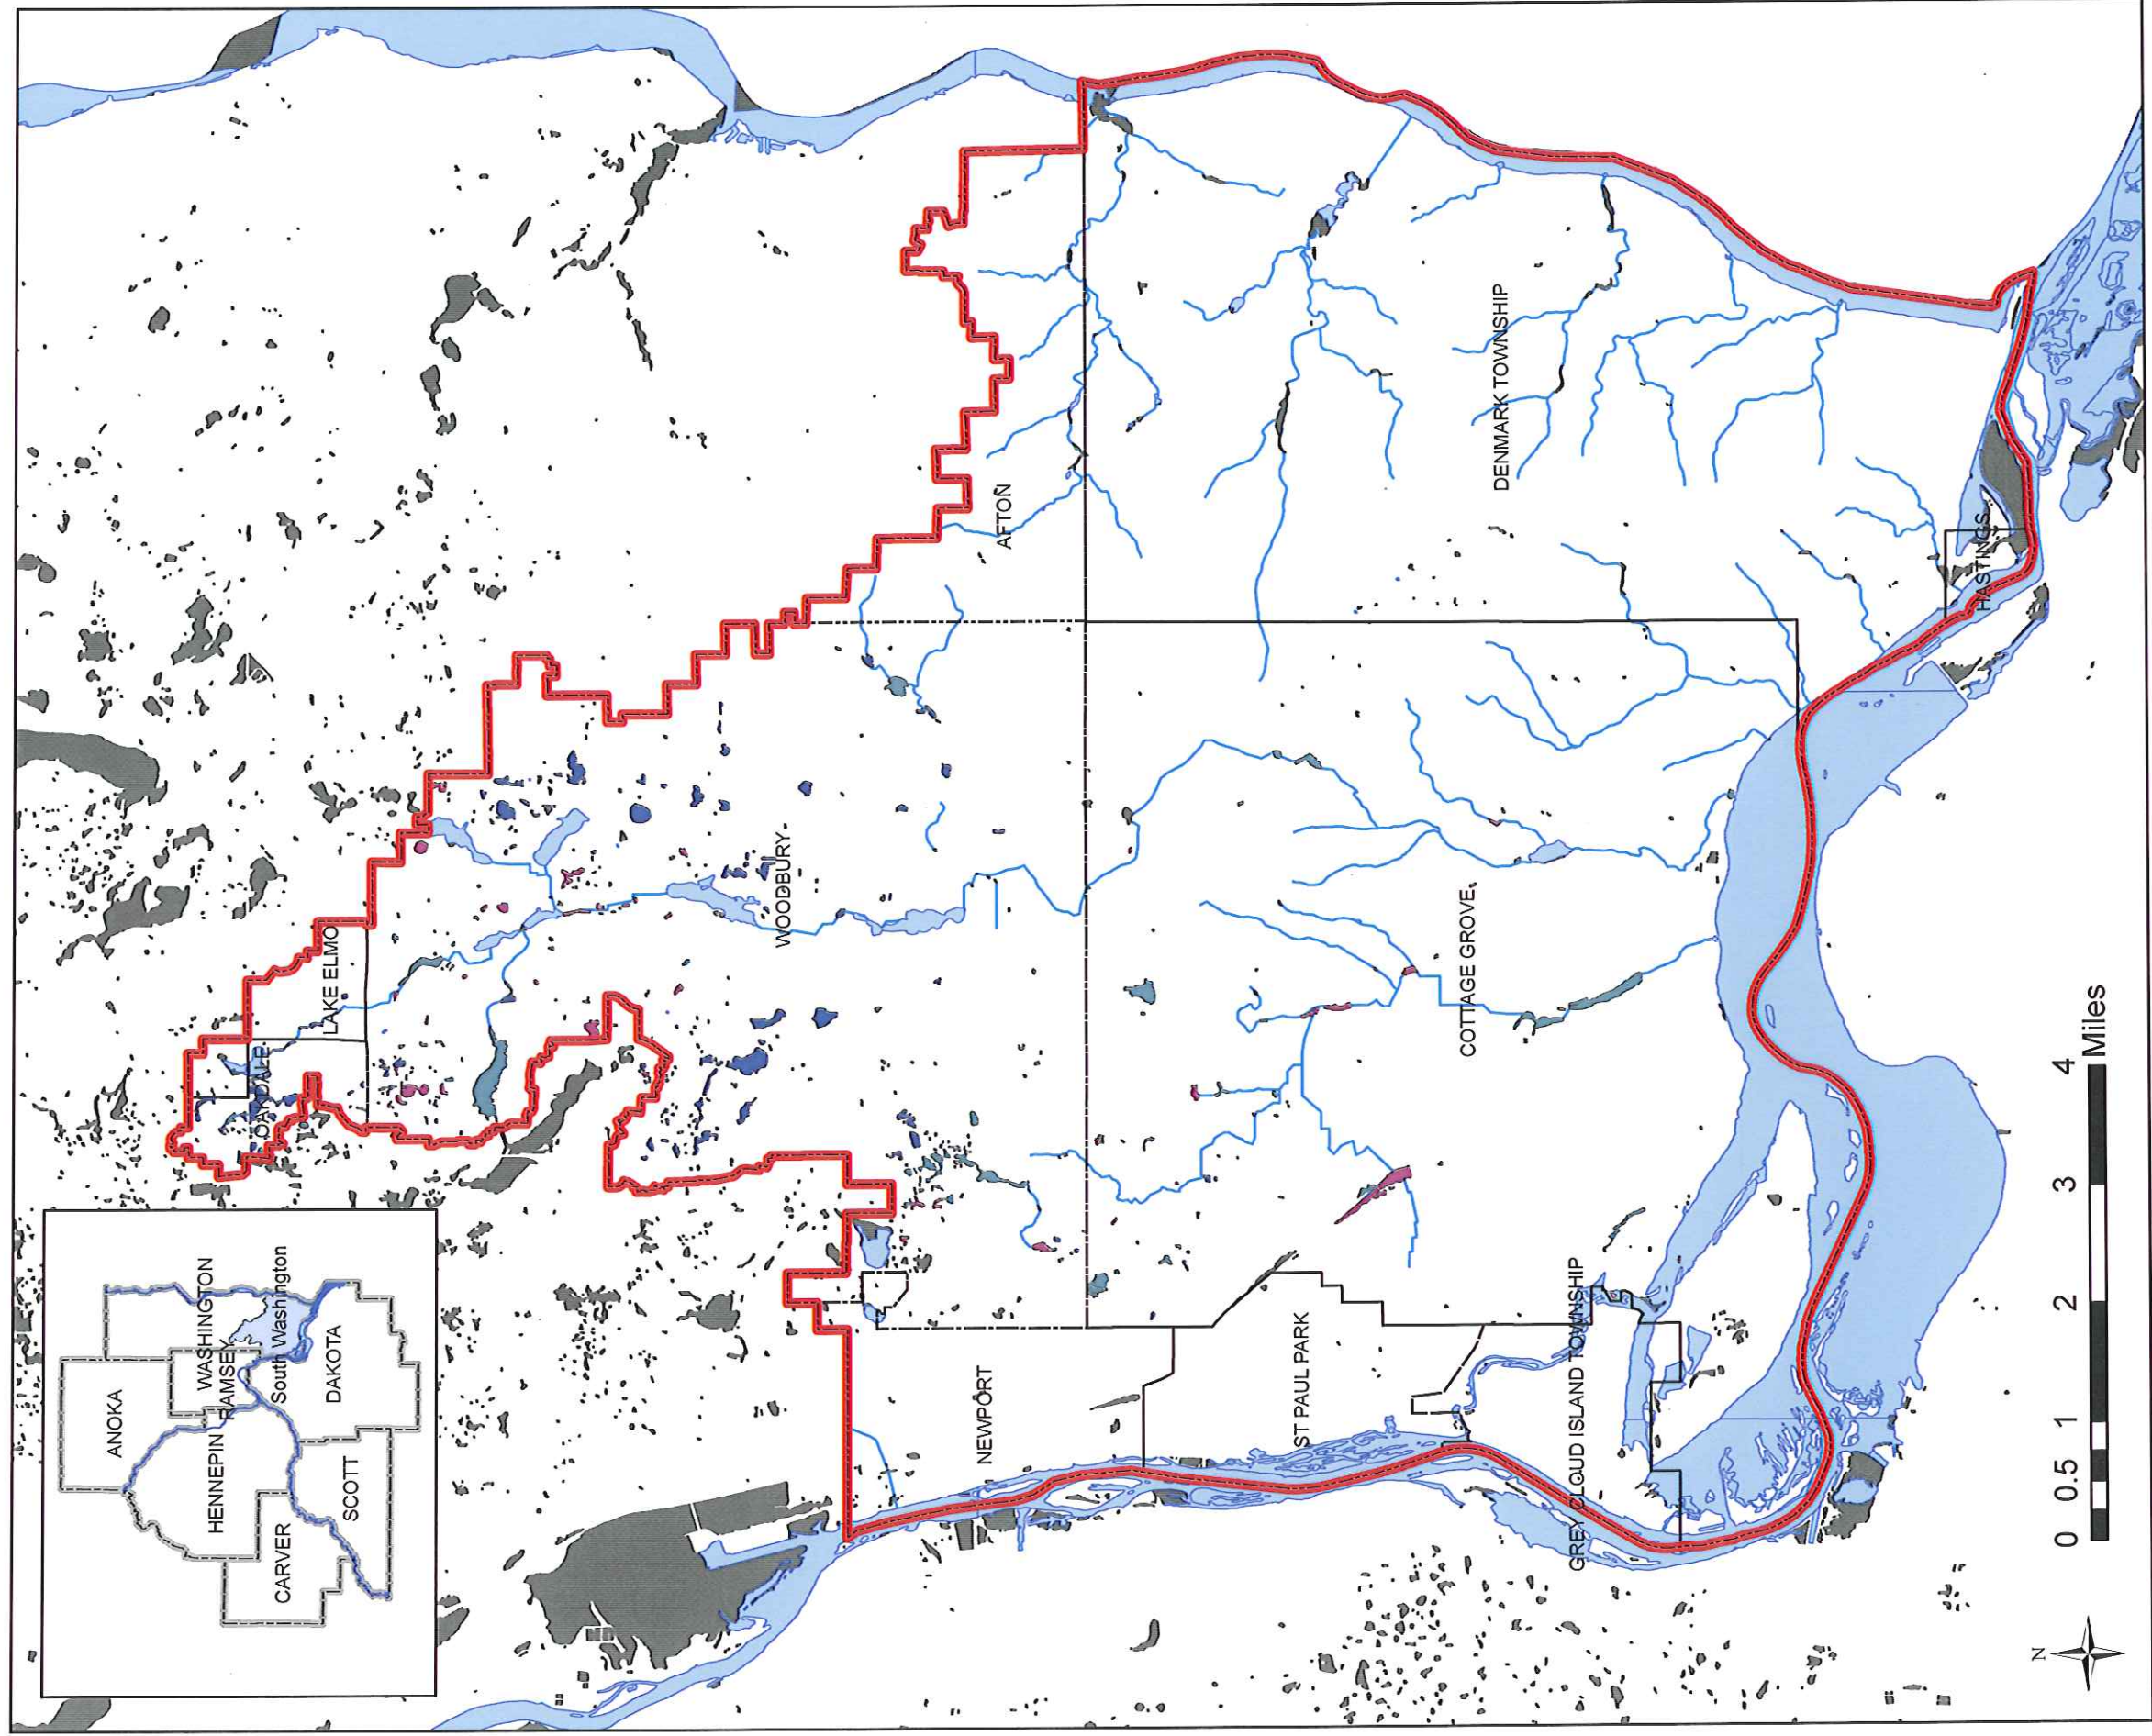 ANOKA
WASHINGTON
RAMSEY
HENNEPIN
South Washington
CARVER
DAKOTA
SCOTT
OAKDALE
LAKE ELMO
WOODBURY
AFTON
NEWPORT
ST PAUL PARK
COTTAGE GROVE
DENMARK TOWNSHIP
GREY CLOUD ISLAND TOWNSHIP
HASTINGS
N
0 0.5 1 2 3 4
Miles